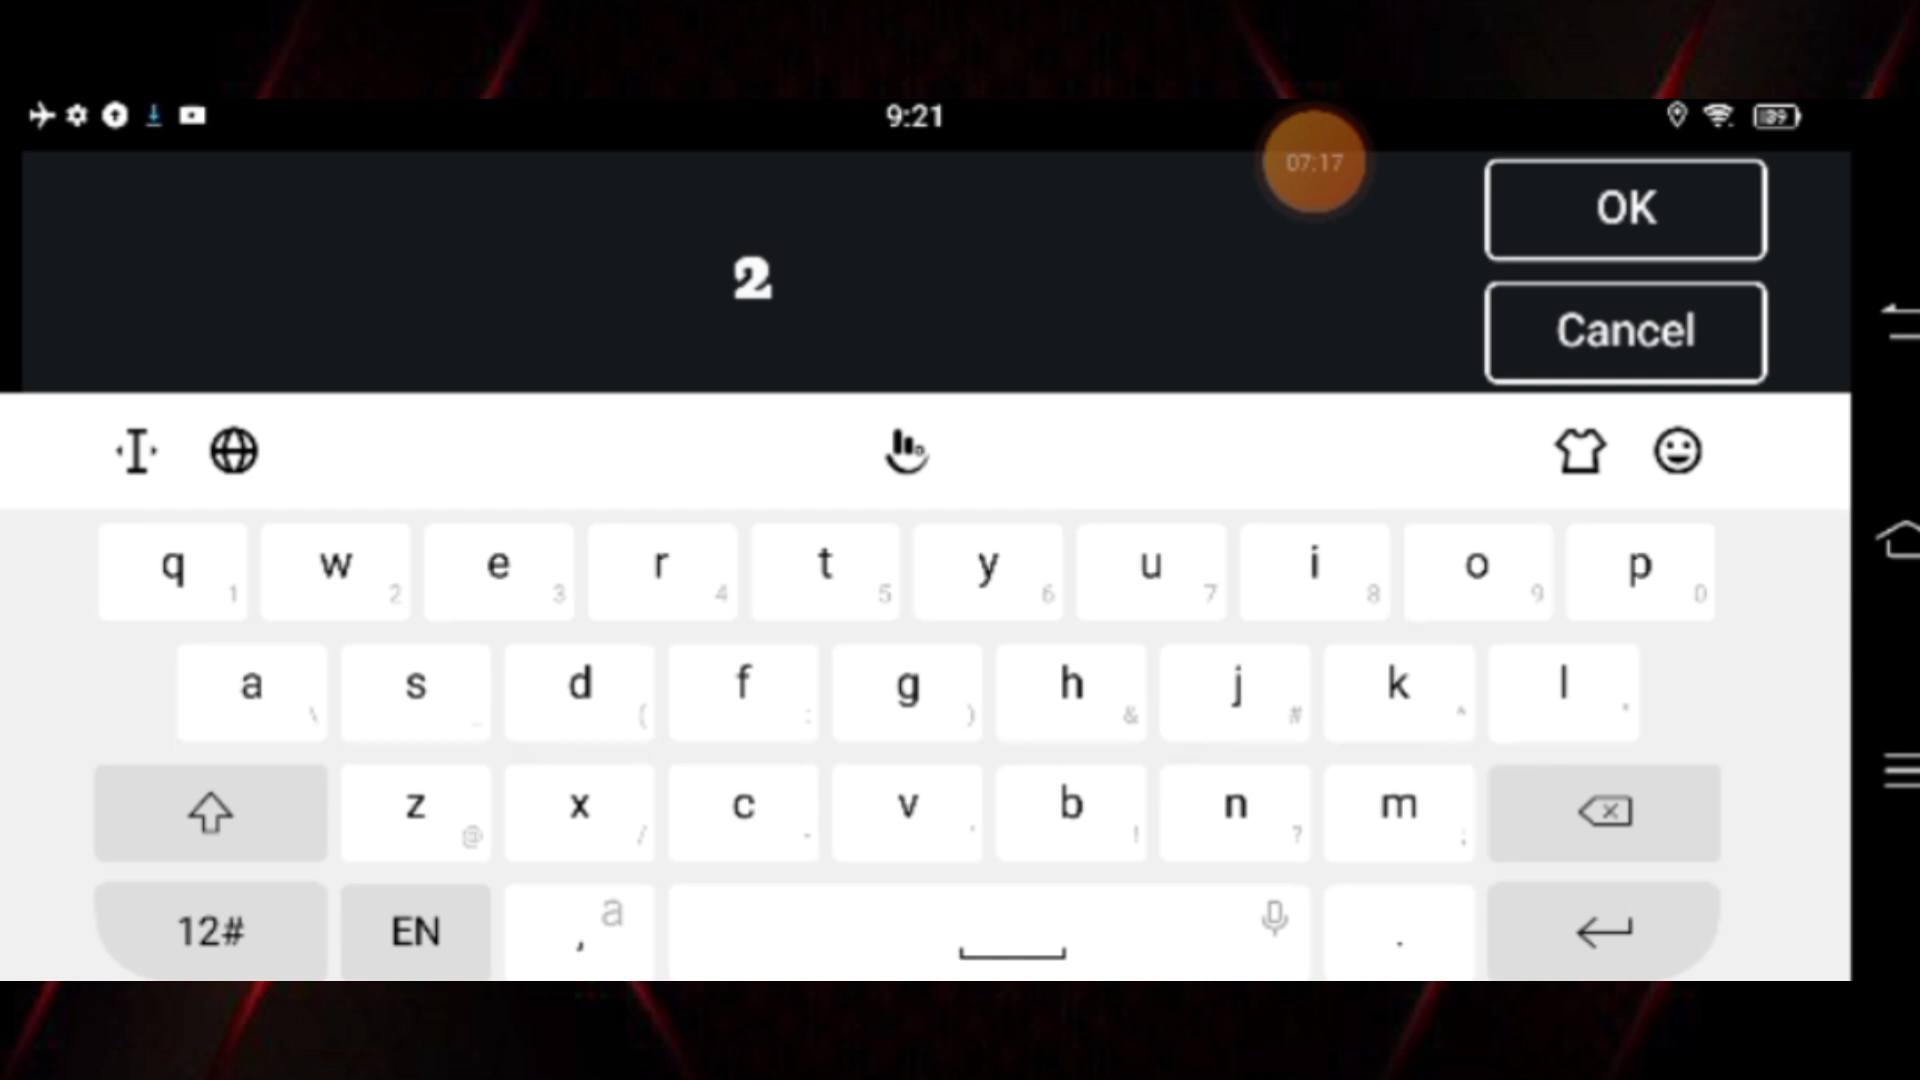 9:21
89
07:17
OK
2
Cancel
q 1 w 2 e 3 r 4 t 5 y 6 u 7 i 8 o 9 p 0
a \ s _ d ( f : g ) h & j # k ^ l
z @ x / c - v b ! n ? m ;
12# EN , a .